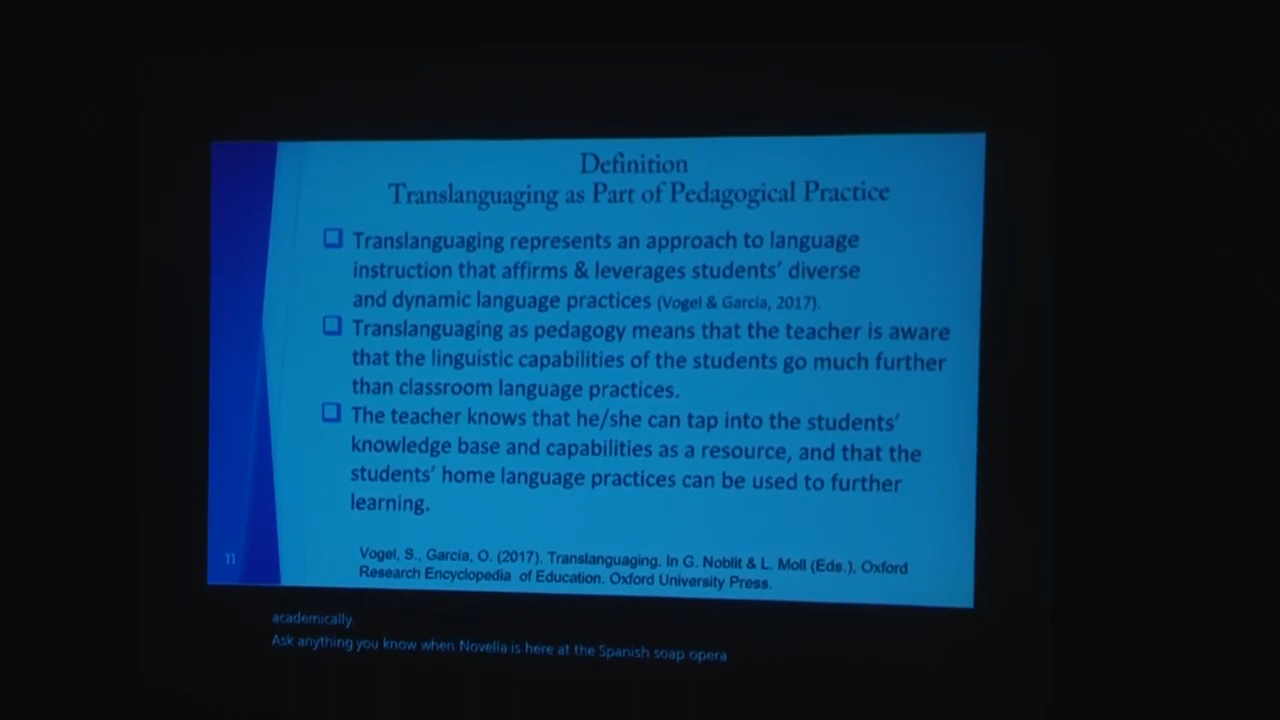 Definition
Translanguaging as Part of Pedagogical Practice
Translanguaging represents an approach to language
instruction that affirms & leverages students' diverse
and dynamic language practices (Vogel & García, 2017).
Translanguaging as pedagogy means that the teacher is aware
that the linguistic capabilities of the students go much further
than classroom language practices.
The teacher knows that he/she can tap into the students'
knowledge base and capabilities as a resource, and that the
students' home language practices can be used to further
learning.
Vogel, S., García, O. (2017). Translanguaging. In G. Noblit & L. Moll (Eds.), Oxford
Research Encyclopedia of Education. Oxford University Press.
11
academically.
Ask anything you know when Novella is here at the Spanish soap opera